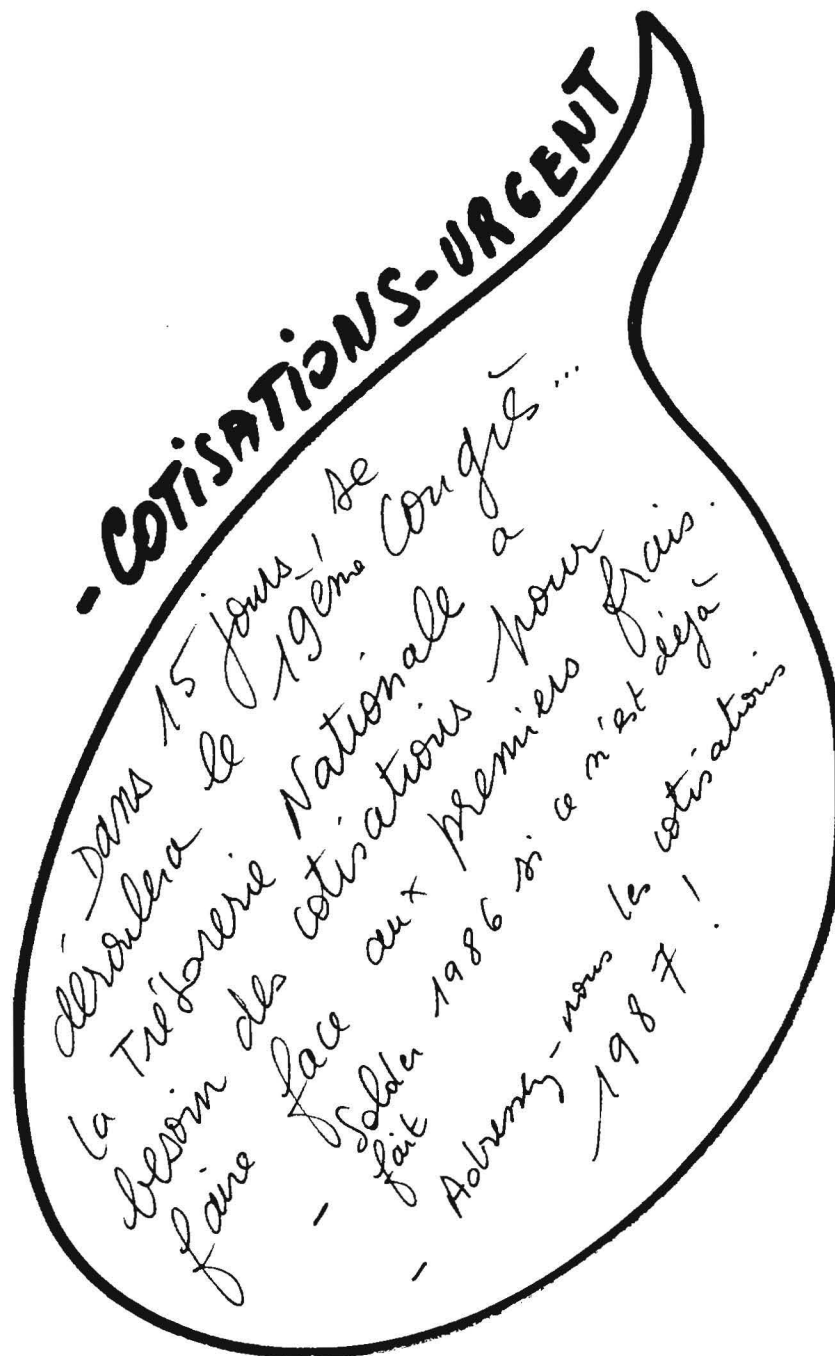 -COTISATIONS-URGENT
Dans 15 jours, se
déroulera le 19ème Congrès...
La Trésorerie Nationale a
besoin des cotisations pour
faire face aux premiers frais.
- Solder 1986 si ce n'est déjà
fait
- Adressez-nous les cotisations
1987!